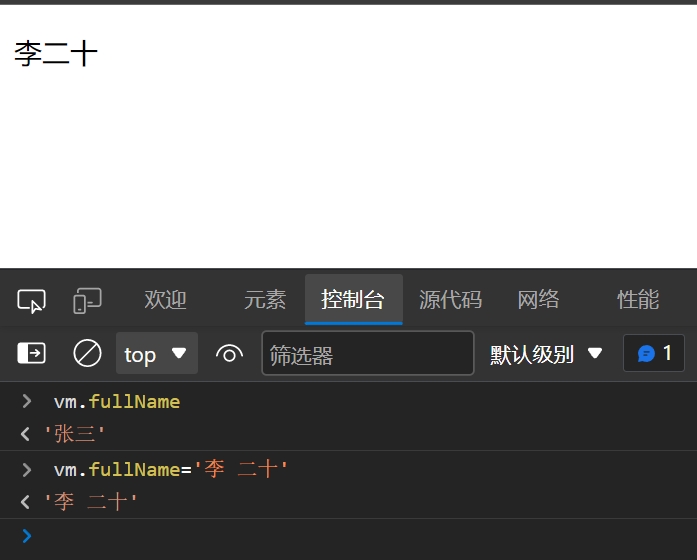 李二十
欢迎 元素 控制台 源代码 网络 性能
top 筛选器 默认级别 1
> vm.fullName
< '张三'
> vm.fullName='李 二十'
< '李 二十'
>